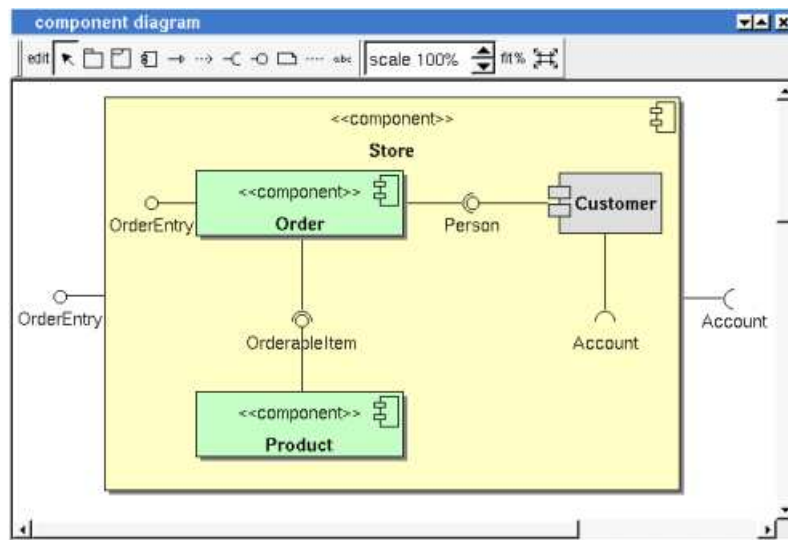 component diagram
edit abc scale 100% fit%
<<component>>
Store
<<component>>
Order
OrderEntry
Person
Customer
OrderEntry
OrderableItem
Account
Account
<<component>>
Product